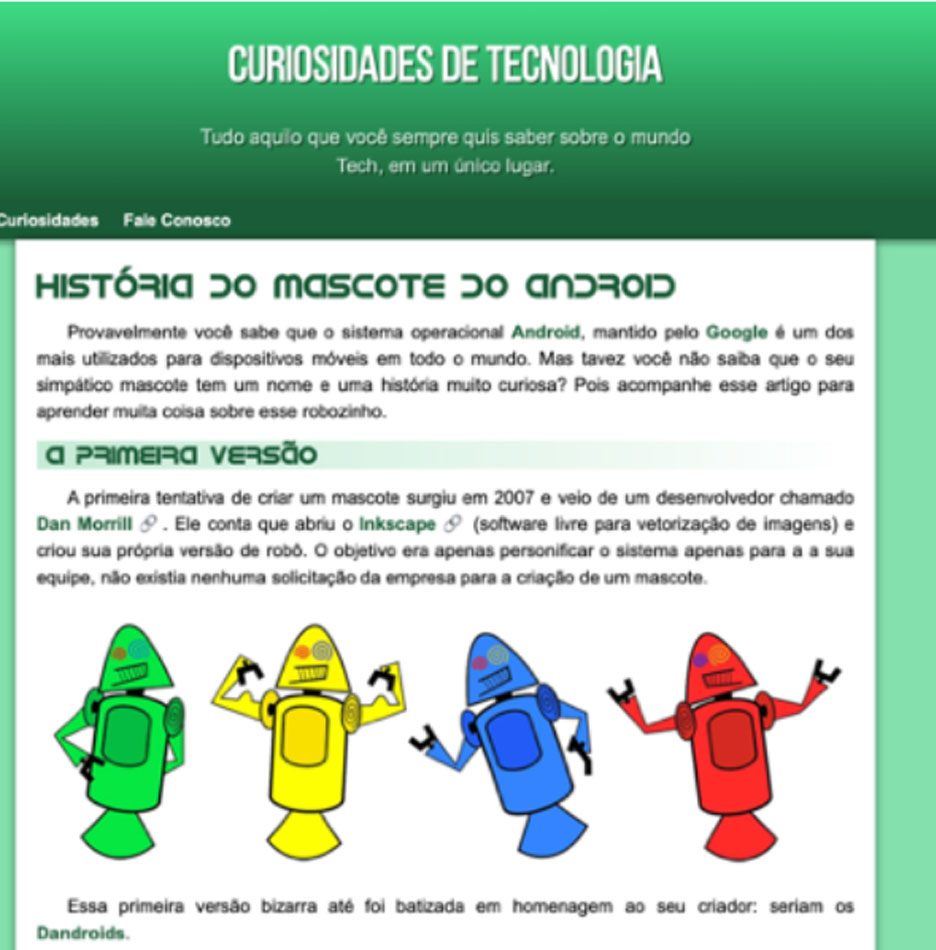 CURIOSIDADES DE TECNOLOGIA
Tudo aquilo que você sempre quis saber sobre o mundo
Tech, em um único lugar.
Curiosidades Fale Conosco
HISTÓRIA DO MASCOTE DO ANDROID
Provavelmente você sabe que o sistema operacional Android, mantido pelo Google é um dos
mais utilizados para dispositivos móveis em todo o mundo. Mas tavez você não saiba que o seu
simpático mascote tem um nome e uma história muito curiosa? Pois acompanhe esse artigo para
aprender muita coisa sobre esse robozinho.
A PRIMEIRA VERSÃO
A primeira tentativa de criar um mascote surgiu em 2007 e veio de um desenvolvedor chamado
Dan Morrill 🔗 . Ele conta que abriu o Inkscape 🔗 (software livre para vetorização de imagens) e
criou sua própria versão de robô. O objetivo era apenas personificar o sistema apenas para a a sua
equipe, não existia nenhuma solicitação da empresa para a criação de um mascote.
Essa primeira versão bizarra até foi batizada em homenagem ao seu criador: seriam os
Dandroids.